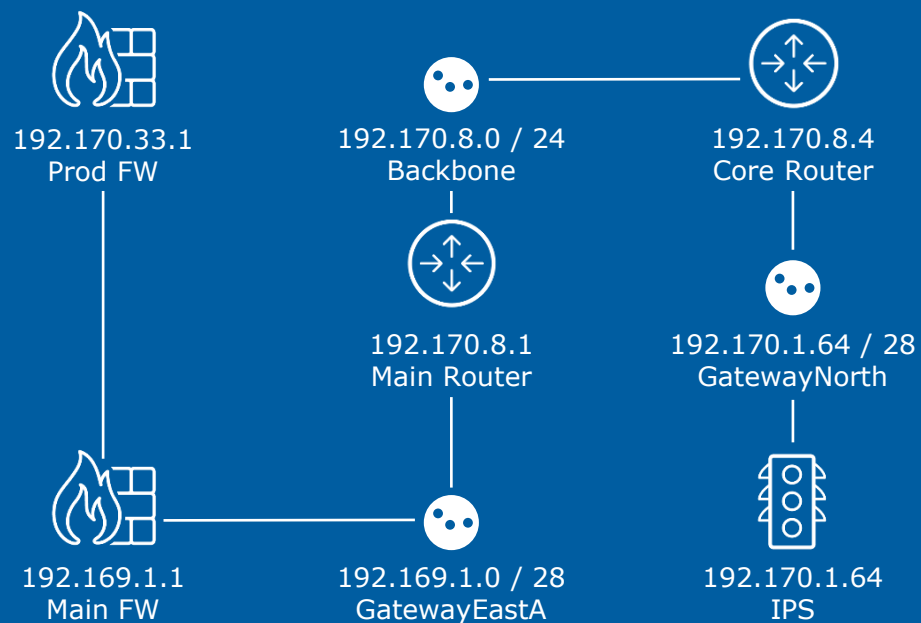 192.170.33.1
Prod FW
192.170.8.0 / 24
Backbone
192.170.8.4
Core Router
192.170.8.1
Main Router
192.170.1.64 / 28
GatewayNorth
192.169.1.1
Main FW
192.169.1.0 / 28
GatewayEastA
192.170.1.64
IPS